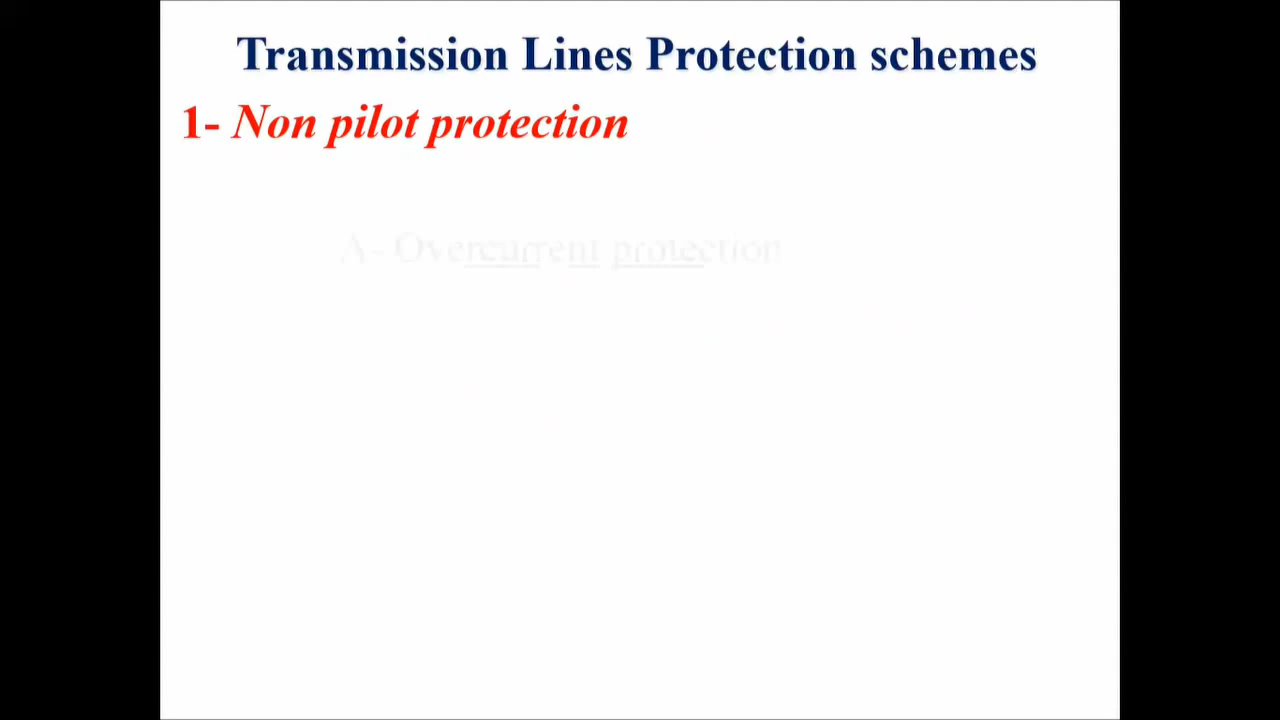 Transmission Lines Protection schemes
1- Non pilot protection
A- Overcurrent protection